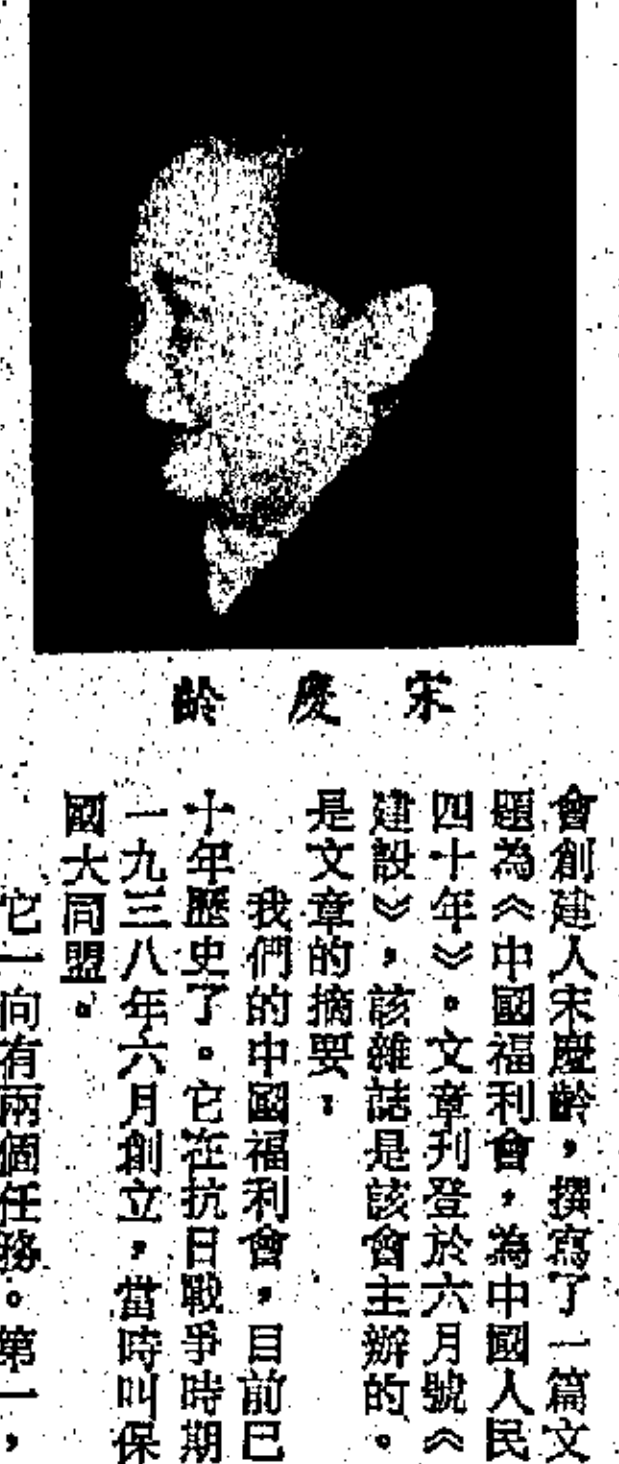 宋慶齡
會創建人宋慶齡，撰寫了一篇文
題為《中國福利會，為中國人民
四十年》。文章刊登於六月號《
建設》，該雜誌是該會主辦的。
是文章的摘要：
我們的中國福利會，目前已
十年歷史了。它在抗日戰爭時期
一九三八年六月創立，當時叫保
國大同盟。
它一向有兩個任務。第一，